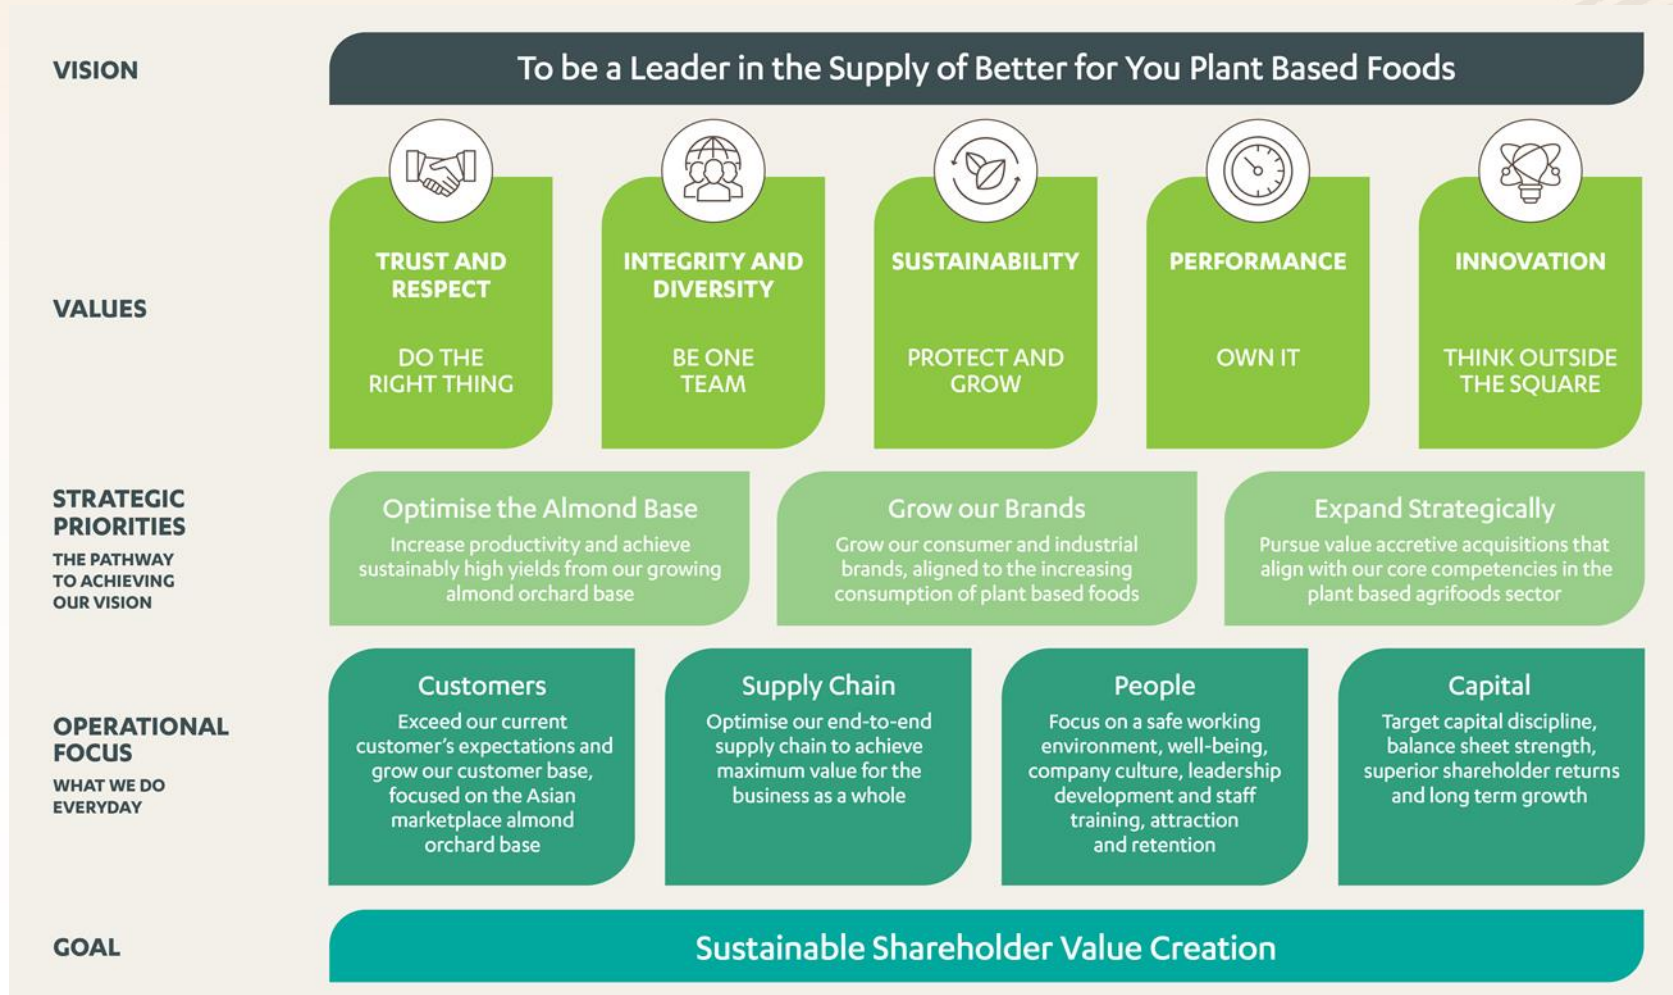 VISION
To be a Leader in the Supply of Better for You Plant Based Foods
VALUES
TRUST AND
RESPECT
DO THE
RIGHT THING
INTEGRITY AND
DIVERSITY
BE ONE
TEAM
SUSTAINABILITY
PROTECT AND
GROW
PERFORMANCE
OWN IT
INNOVATION
THINK OUTSIDE
THE SQUARE
STRATEGIC
PRIORITIES
THE PATHWAY
TO ACHIEVING
OUR VISION
Optimise the Almond Base
Increase productivity and achieve
sustainably high yields from our growing
almond orchard base
Grow our Brands
Grow our consumer and industrial
brands, aligned to the increasing
consumption of plant based foods
Expand Strategically
Pursue value accretive acquisitions that
align with our core competencies in the
plant based agrifoods sector
OPERATIONAL
FOCUS
WHAT WE DO
EVERYDAY
Customers
Exceed our current
customer's expectations and
grow our customer base,
focused on the Asian
marketplace almond
orchard base
Supply Chain
Optimise our end-to-end
supply chain to achieve
maximum value for the
business as a whole
People
Focus on a safe working
environment, well-being,
company culture, leadership
development and staff
training, attraction
and retention
Capital
Target capital discipline,
balance sheet strength,
superior shareholder returns
and long term growth
GOAL
Sustainable Shareholder Value Creation